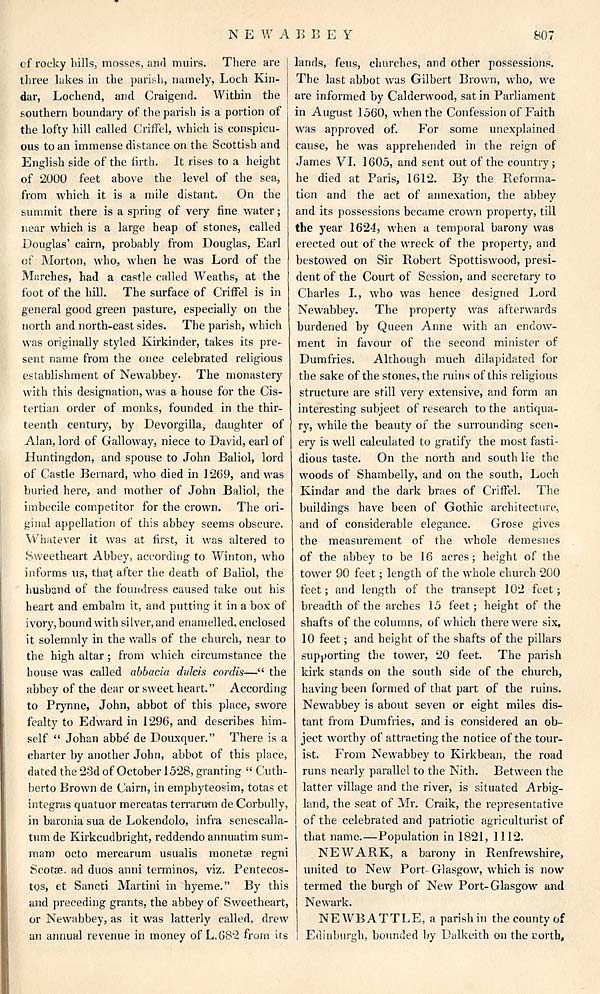 NEWABBEY
807
of rocky hills, mosses, and muirs. There are
three lakes in the parish, namely, Loch Kin-
dar, Lochend, and Craigend. Within the
southern boundary of the parish is a portion of
the lofty hill called Criffel, which is conspicu-
ous to an immense distance on the Scottish and
English side of the firth. It rises to a height
of 2000 feet above the level of the sea,
from which it is a mile distant. On the
summit there is a spring of very fine water;
near which is a large heap of stones, called
Douglas' cairn, probably from Douglas, Earl
of Morton, who, when he was Lord of the
Marches, had a castle called Weaths, at the
foot of the hill. The surface of Criffel is in
general good green pasture, especially on the
north and north-east sides. The parish, which
was originally styled Kirkinder, takes its pre-
sent name from the once celebrated religious
establishment of Newabbey. The monastery
with this designation, was a house for the Cis-
tertian order of monks, founded in the thir-
teenth century, by Devorgilla, daughter of
Alan, lord of Galloway, niece to David, earl of
Huntingdon, and spouse to John Baliol, lord
of Castle Bernard, who died in 1269, and was
buried here, and mother of John Baliol, the
imbecile competitor for the crown. The ori-
ginal appellation of this abbey seems obscure.
Whatever it was at first, it was altered to
Sweetheart Abbey, according to Winton, who
informs us, that after the death of Baliol, the
husband of the foundress caused take out his
heart and embalm it, and putting it in a box of
ivory, bound with silver, and enamelled, enclosed
it solemnly in the walls of the church, near to
the high altar; from which circumstance the
house was called abbacia dulcis cordis—“ the
abbey of the dear or sweet heart.” According
to Prynne, John, abbot of this place, swore
fealty to Edward in 1296, and describes him-
self “ Johan abbé de Douxquer.” There is a
charter by another John, abbot of this place,
dated the 23d of October 1528, granting “ Cuth-
berto Brown de Cairn, in emphyteosim, totas et
integras quatuor mercatas terrarum de Corbully,
in baronia sua de Lokendolo, infra senescalla-
tum de Kirkcudbright, reddendo annuatim sum-
mam octo mercarum usualis monetæ regni
Scotæ, ad duos anni terminos, viz. Pentecos-
tos, et Sancti Martini in hyeme.” By this
and preceding grants, the abbey of Sweetheart,
or Newabbey, as it was latterly called, drew
an annual revenue in money of L.682 from its
lands, feus, churches, and other possessions.
The last abbot was Gilbert Brown, who, we
are informed by Calderwood, sat in Parliament
in August 1560, when the Confession of Faith
was approved of. For some unexplained
cause, he was apprehended in the reign of
James VI. 1605, and sent out of the country;
he died at Paris, 1612. By the Reforma-
tion and the act of annexation, the abbey
and its possessions became crown property, till
the year 1624, when a temporal barony was
erected out of the wreck of the property, and
bestowed on Sir Robert Spottiswood, presi-
dent of the Court of Session, and secretary to
Charles I., who was hence designed Lord
Newabbey. The property was afterwards
burdened by Queen Anne with an endow-
ment in favour of the second minister of
Dumfries. Although much dilapidated for
the sake of the stones, the ruins of this religious
structure are still very extensive, and form an
interesting subject of research to the antiqua-
ry, while the beauty of the surrounding scen-
ery is well calculated to gratify the most fasti-
dious taste. On the north and south lie the
woods of Shambelly, and on the south, Loch
Kindar and the dark braes of Criffel. The
buildings have been of Gothic architecture,
and of considerable elegance. Grose gives
the measurement of the whole demesnes
of the abbey to be 16 acres; height of the
tower 90 feet; length of the whole church 200
feet; and length of the transept 102 feet;
breadth of the arches 15 feet; height of the
shafts of the columns, of which there were six,
10 feet; and height of the shafts of the pillars
supporting the tower, 20 feet. The parish
kirk stands on the south side of the church,
having been formed of that part of the ruins.
Newabbey is about seven or eight miles dis-
tant from Dumfries, and is considered an ob-
ject worthy of attracting the notice of the tour-
ist. From Newabbey to Kirkbean, the road
runs nearly parallel to the Nith. Between the
latter village and the river, is situated Arbig-
land, the seat of Mr. Craik, the representative
of the celebrated and patriotic agriculturist of
that name.—Population in 1821, 1112.
NEWARK, a barony in Renfrewshire,
united to New Port-Glasgow, which is now
termed the burgh of New Port-Glasgow and
Newark.
NEWBATTLE, a parish in the county of
Edinburgh, bounded by Dalkeith on the north,